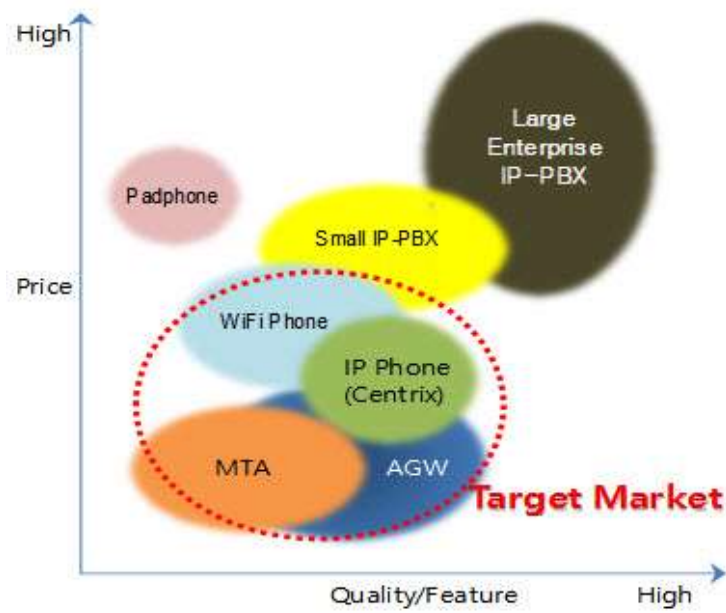 High
Large
Enterprise
IP-PBX
Padphone
Small IP-PBX
Price
WiFi Phone
IP Phone
(Centrix)
MTA
AGW
Target Market
Quality/Feature
High